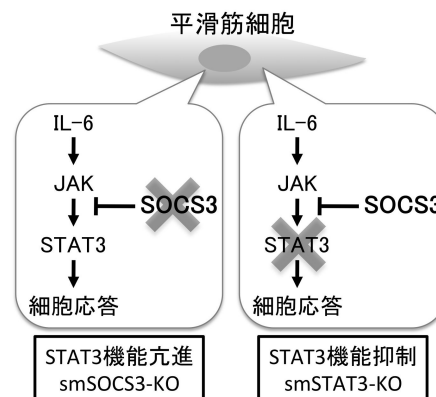 平滑筋細胞
IL-6
JAK
SOCS3
STAT3
細胞応答
STAT3機能亢進
smSOCS3-KO
IL-6
JAK
SOCS3
STAT3
細胞応答
STAT3機能抑制
smSTAT3-KO